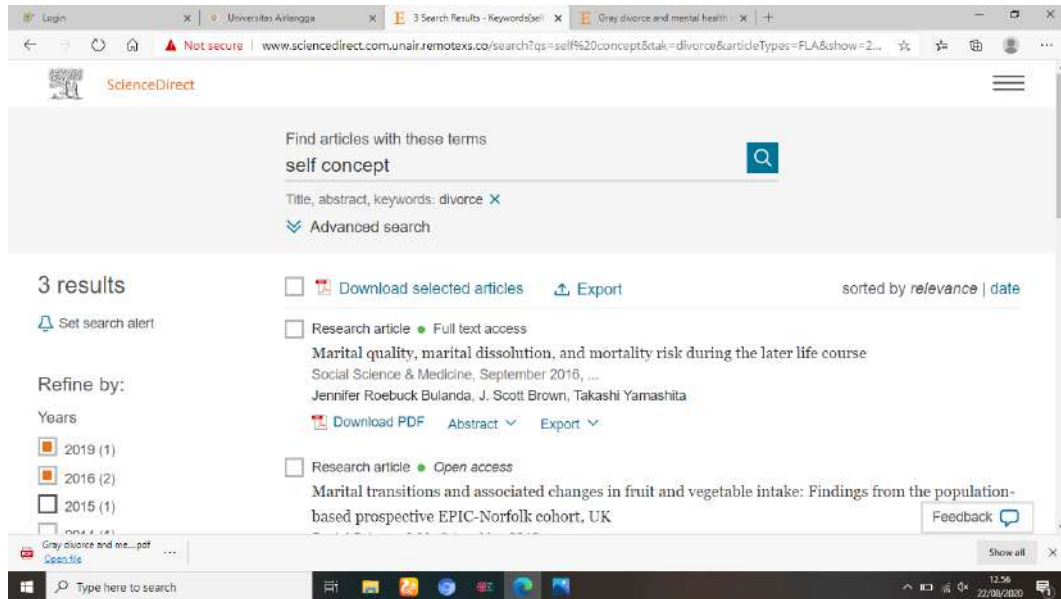 Login
Universitas Airlangga
3 Search Results - Keywords(self
Gray divorce and mental health -
Not secure | www.sciencedirect.com.unair.remotexs.co/search?qs=self%20concept&tak=divorce&articleTypes=FLA&show=2...
ScienceDirect
Find articles with these terms
self concept
Title, abstract, keywords: divorce
Advanced search
3 results
Download selected articles
Export
sorted by relevance | date
Set search alert
Research article Full text access
Marital quality, marital dissolution, and mortality risk during the later life course
Social Science & Medicine, September 2016, ...
Jennifer Roebuck Bulanda, J. Scott Brown, Takashi Yamashita
Download PDF Abstract Export
Refine by:
Years
2019 (1)
2016 (2)
2015 (1)
Research article Open access
Marital transitions and associated changes in fruit and vegetable intake: Findings from the population-
based prospective EPIC-Norfolk cohort, UK
Feedback
Gray divorce and me....pdf
Open file
...
Show all
Type here to search
12.56
22/08/2020